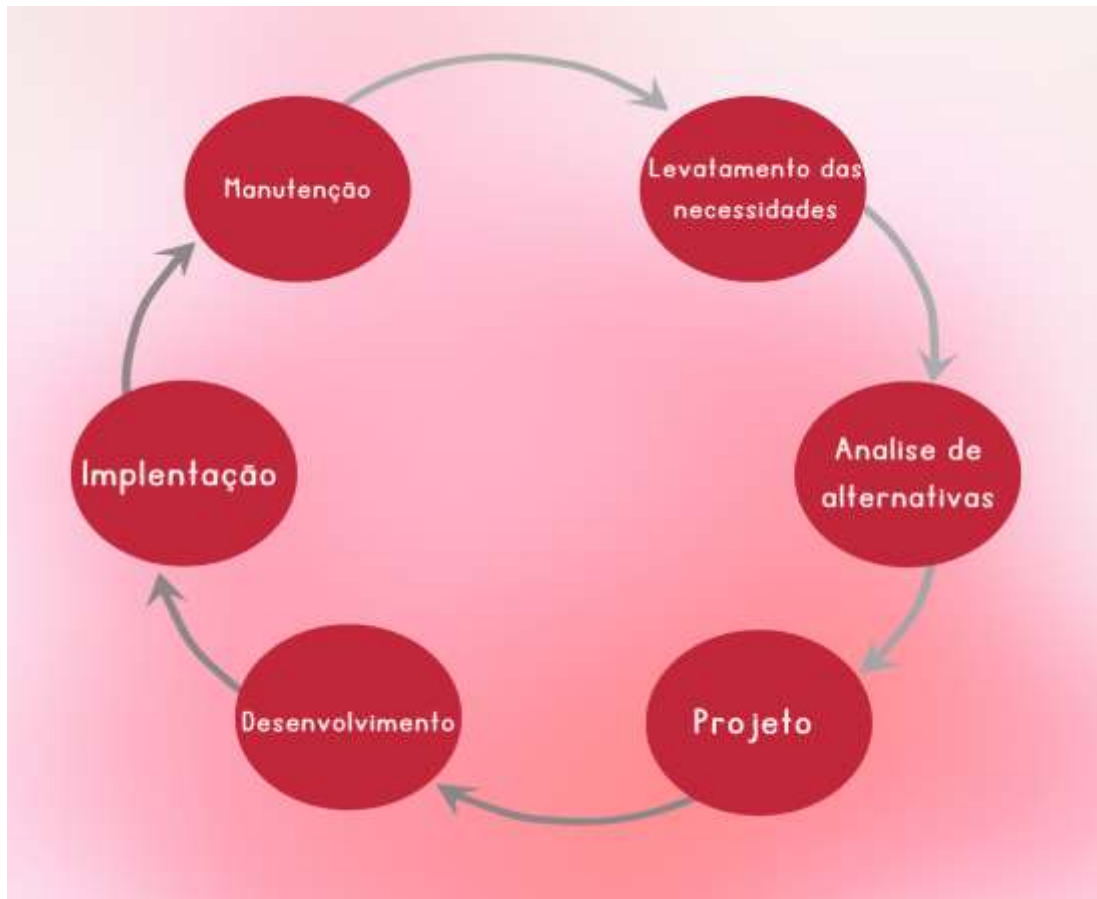 Manutenção
Levatamento das
necessidades
Analise de
alternativas
Projeto
Desenvolvimento
Implentação